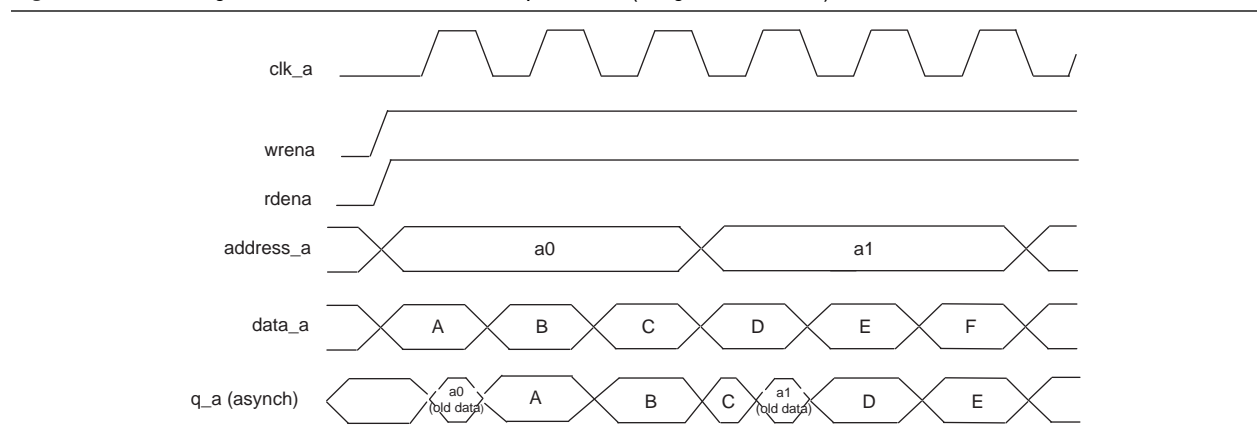 clk_a
wrena
rdena
address_a a0 a1
data_a A B C D E F
q_a (asynch) a0 (old data) A B C a1 (old data) D E